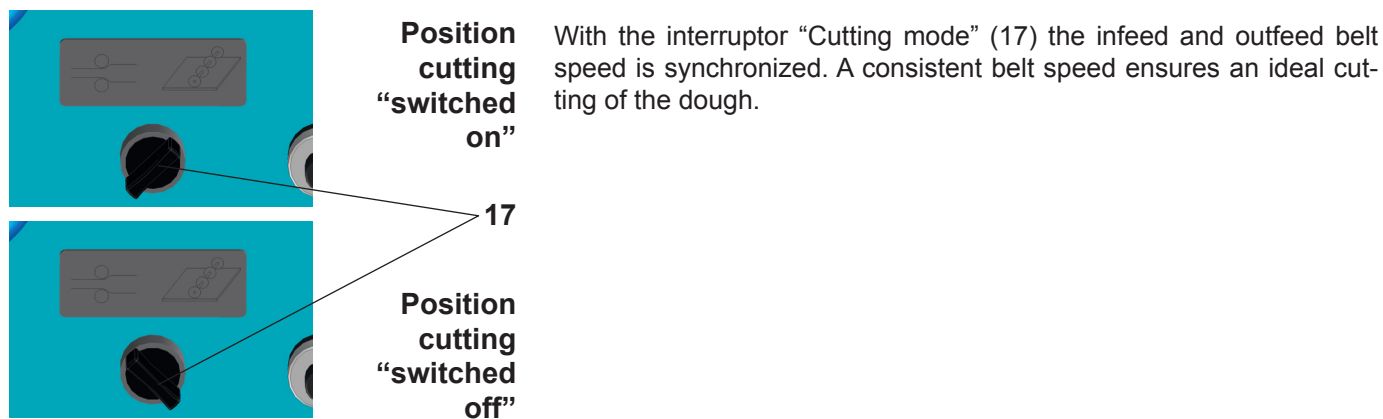 Position
cutting
“switched
on”
17
Position
cutting
“switched
off”
With the interruptor “Cutting mode” (17) the infeed and outfeed belt
speed is synchronized. A consistent belt speed ensures an ideal cut-
ting of the dough.